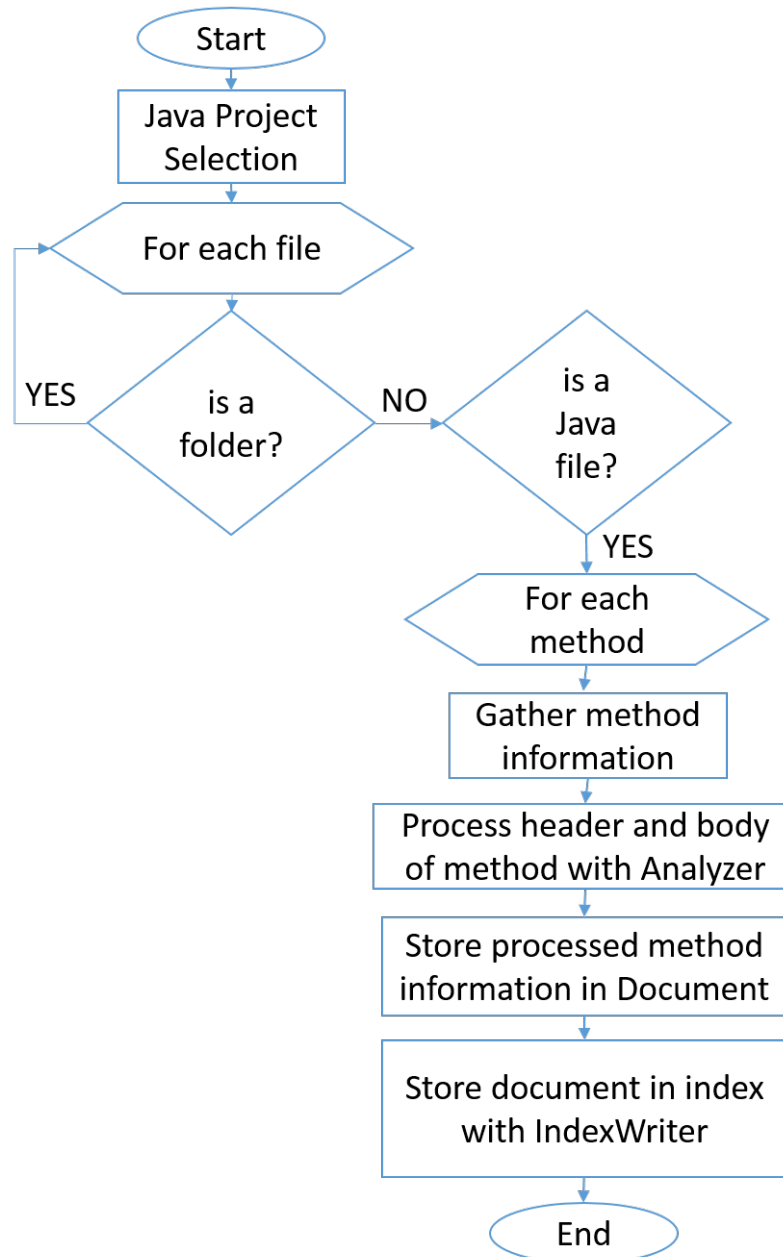 Start
Java Project
Selection
For each file
YES
is a
folder?
NO
is a
Java
file?
YES
For each
method
Gather method
information
Process header and body
of method with Analyzer
Store processed method
information in Document
Store document in index
with IndexWriter
End